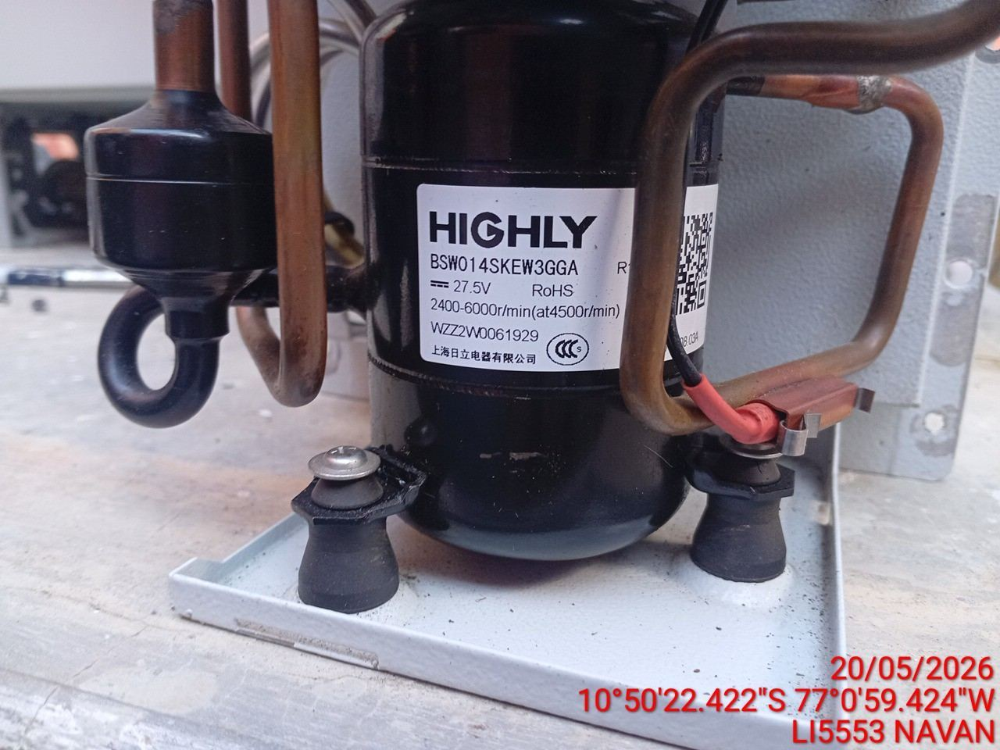 HIGHLY
BSW014SKEW3GGA
27.5V RoHS
2400-6000r/min(at4500r/min)
WZZ2W0061929
CCC S
上海日立电器有限公司
20/05/2026
10°50'22.422"S 77°0'59.424"W
LI5553 NAVAN